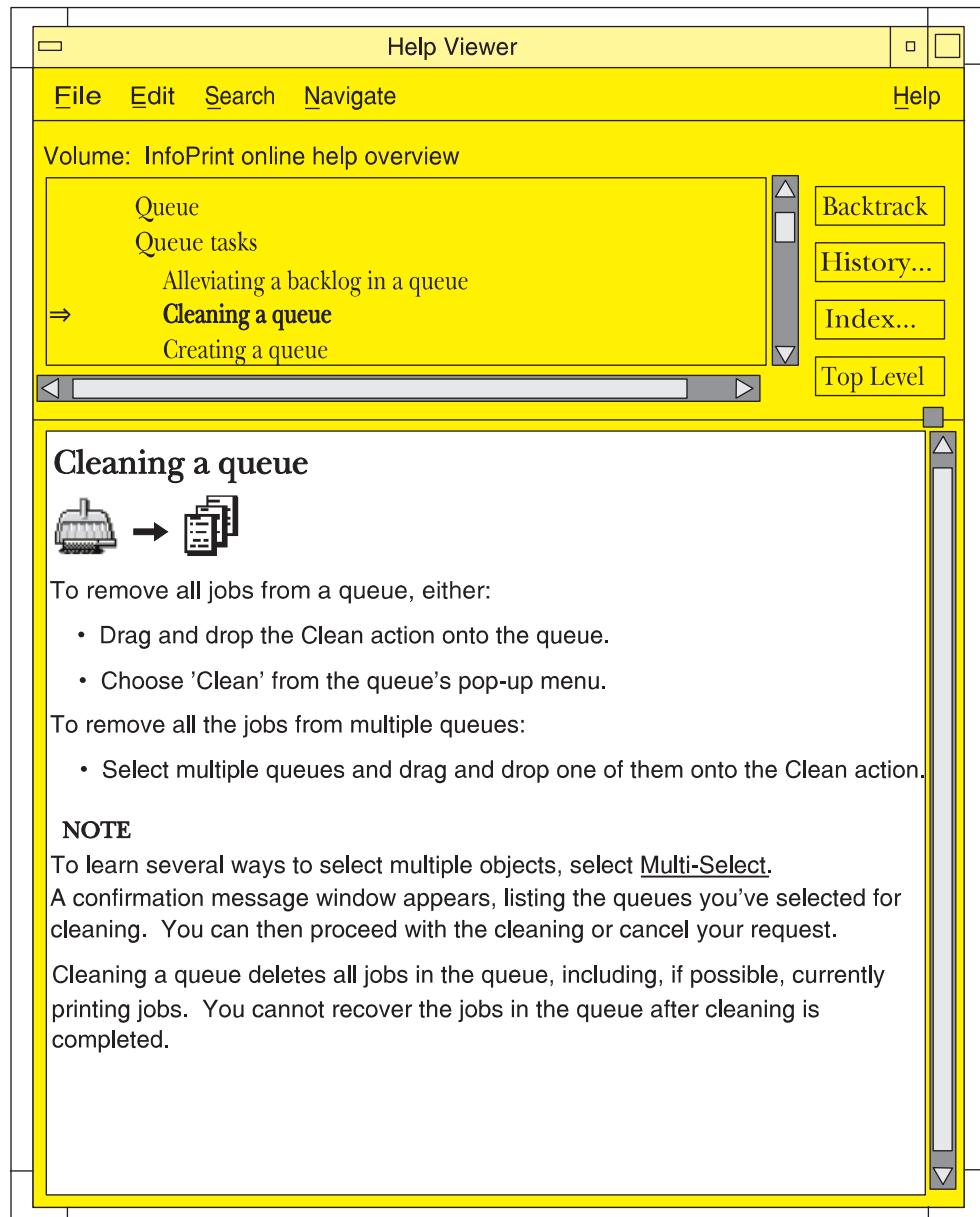 Help Viewer
File Edit Search Navigate Help
Volume: InfoPrint online help overview
Queue
Queue tasks
Alleviating a backlog in a queue
⇒ Cleaning a queue
Creating a queue
Backtrack
History...
Index...
Top Level
Cleaning a queue
To remove all jobs from a queue, either:
• Drag and drop the Clean action onto the queue.
• Choose ’Clean’ from the queue’s pop-up menu.
To remove all the jobs from multiple queues:
• Select multiple queues and drag and drop one of them onto the Clean action.
NOTE
To learn several ways to select multiple objects, select Multi-Select.
A confirmation message window appears, listing the queues you’ve selected for
cleaning. You can then proceed with the cleaning or cancel your request.
Cleaning a queue deletes all jobs in the queue, including, if possible, currently
printing jobs. You cannot recover the jobs in the queue after cleaning is
completed.